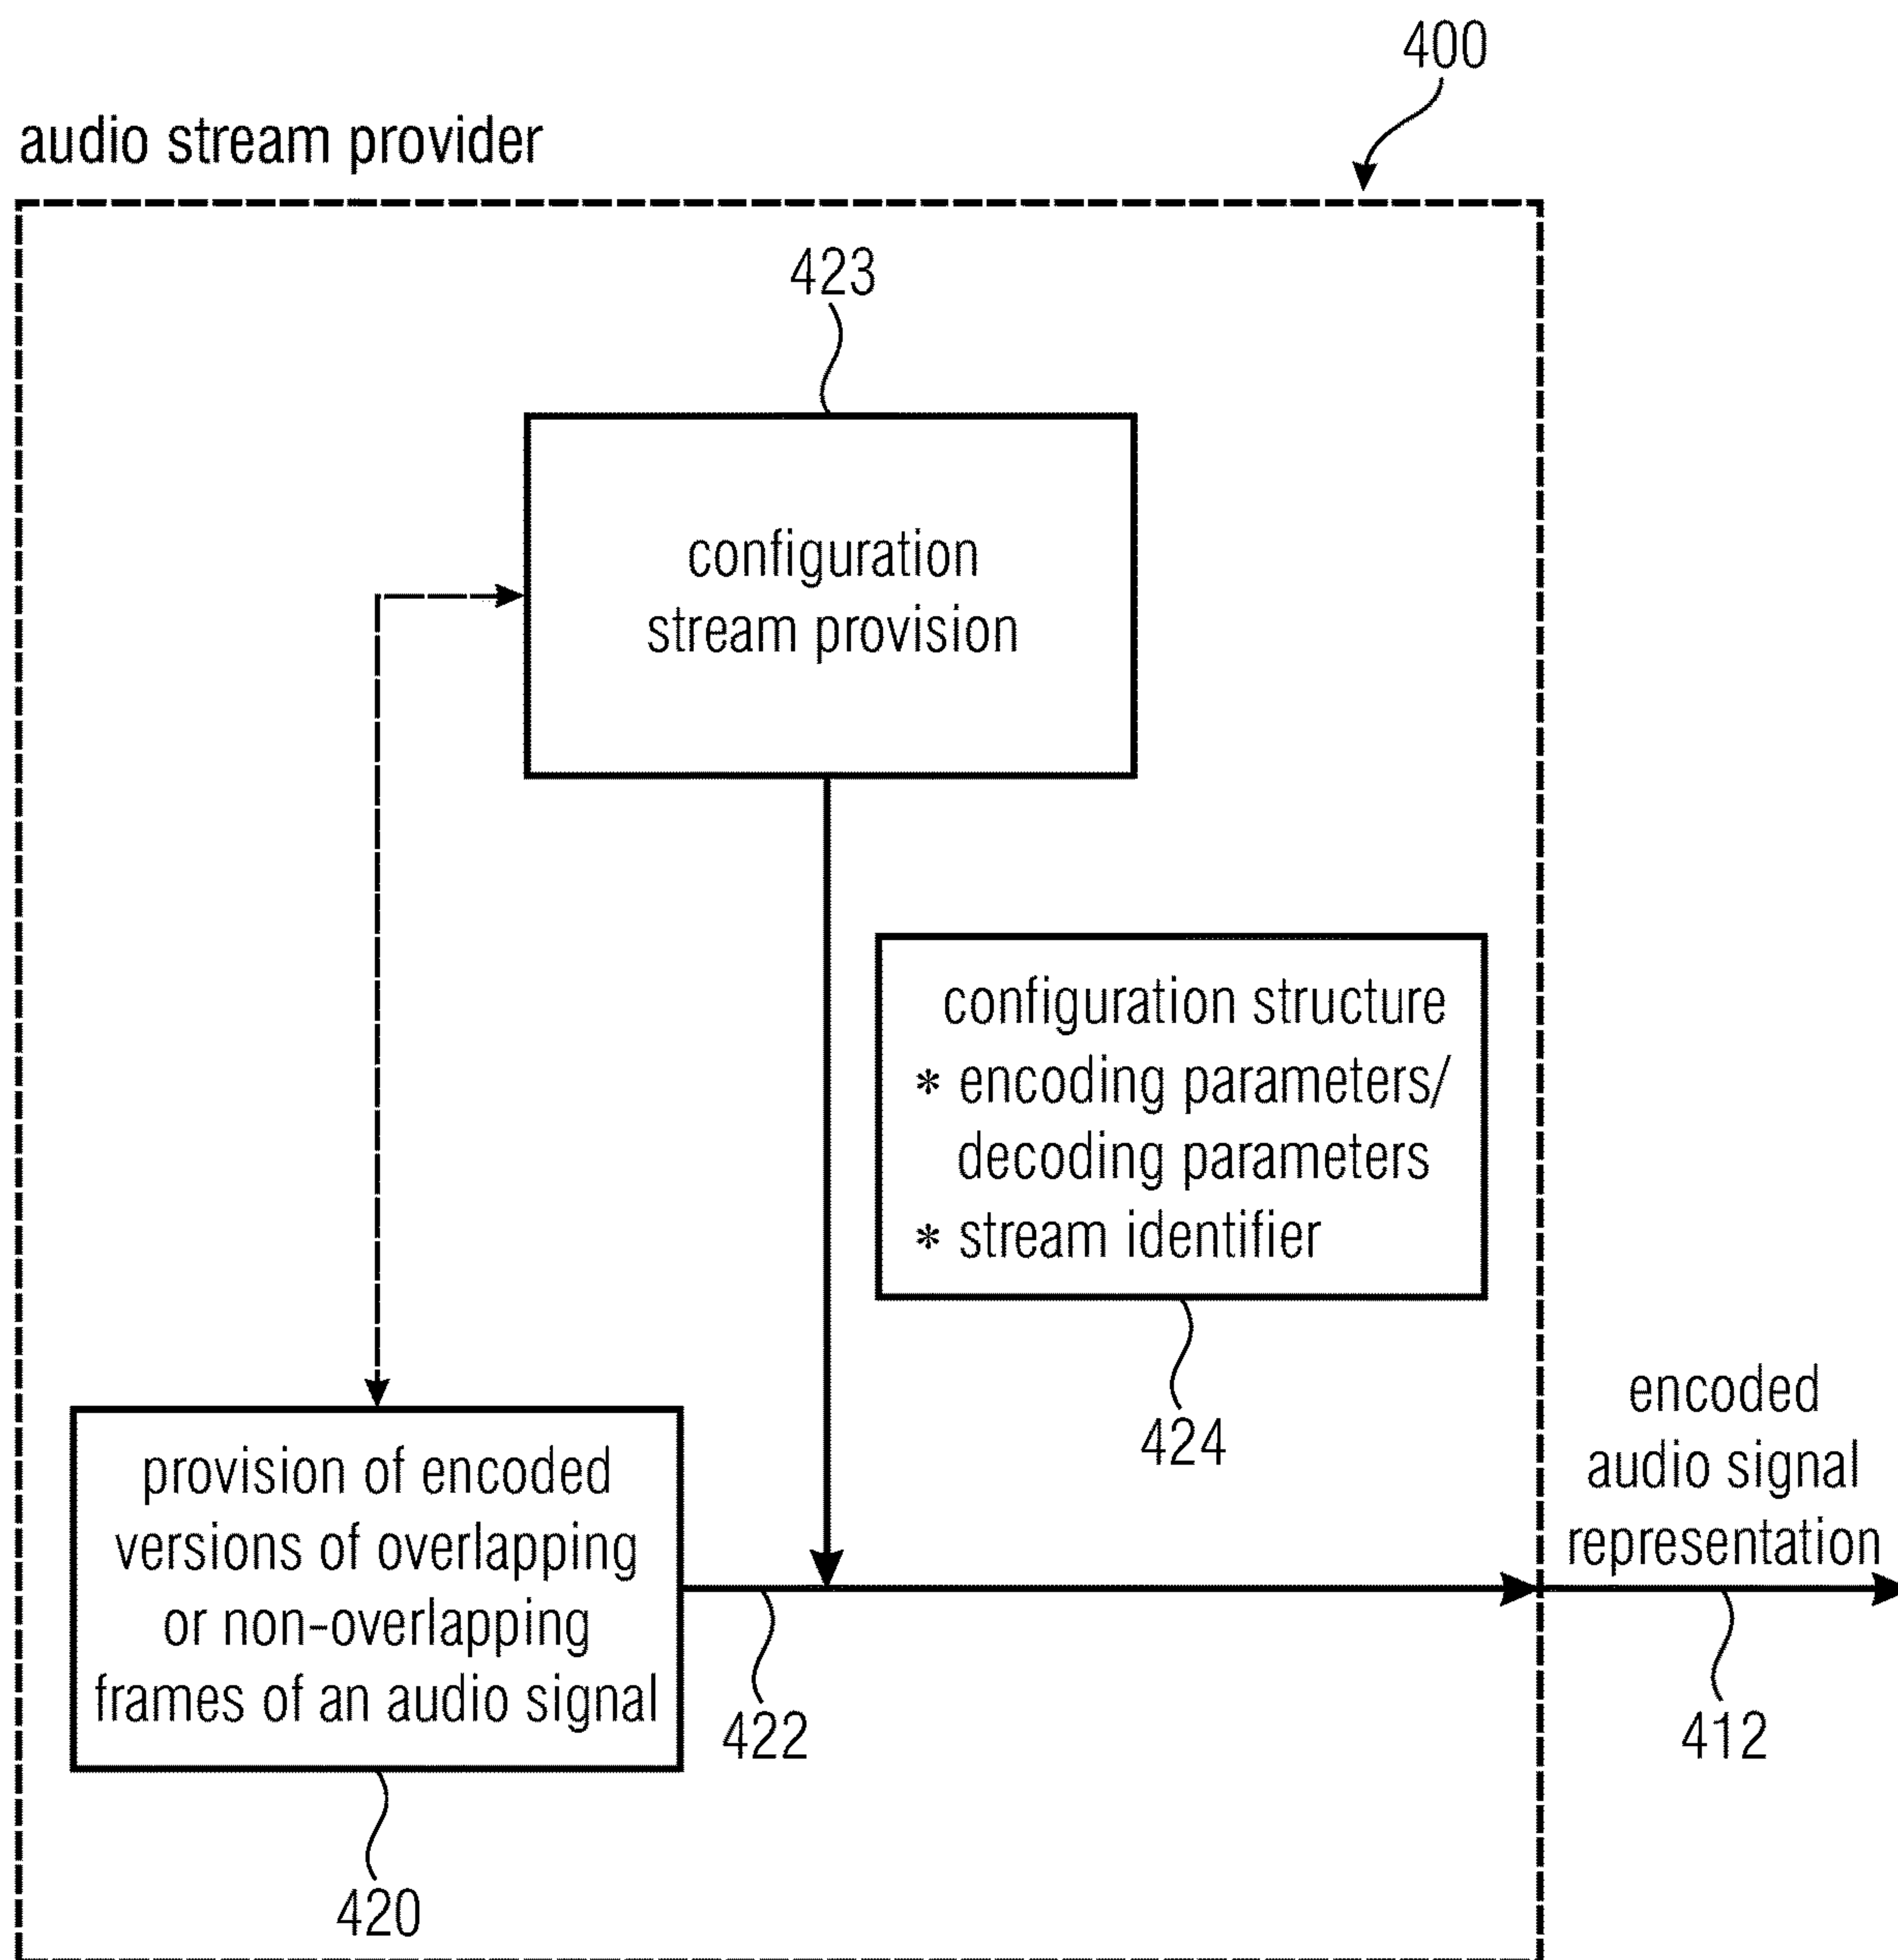 400
audio stream provider
423
configuration
stream provision
configuration structure
* encoding parameters/
decoding parameters
* stream identifier
424
encoded
audio signal
representation
provision of encoded
versions of overlapping
or non-overlapping
frames of an audio signal
422
412
420